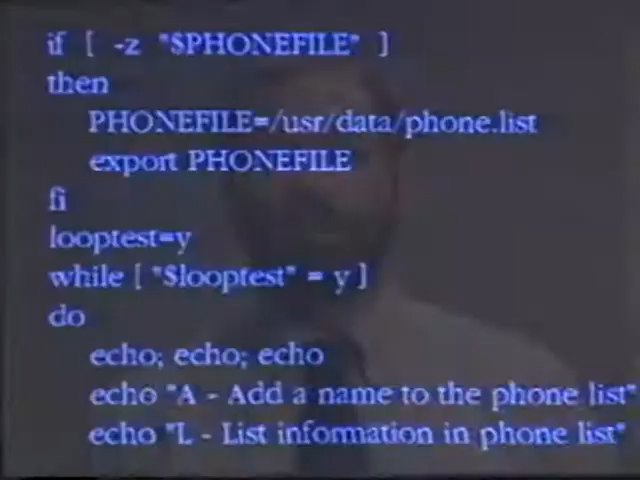 if [ -z "$PHONEFILE" ]
then
PHONEFILE=/usr/data/phone.list
export PHONEFILE
fi
looptest=y
while [ "$looptest" = y ]
do
echo; echo; echo
echo "A - Add a name to the phone list"
echo "L - List information in phone list"